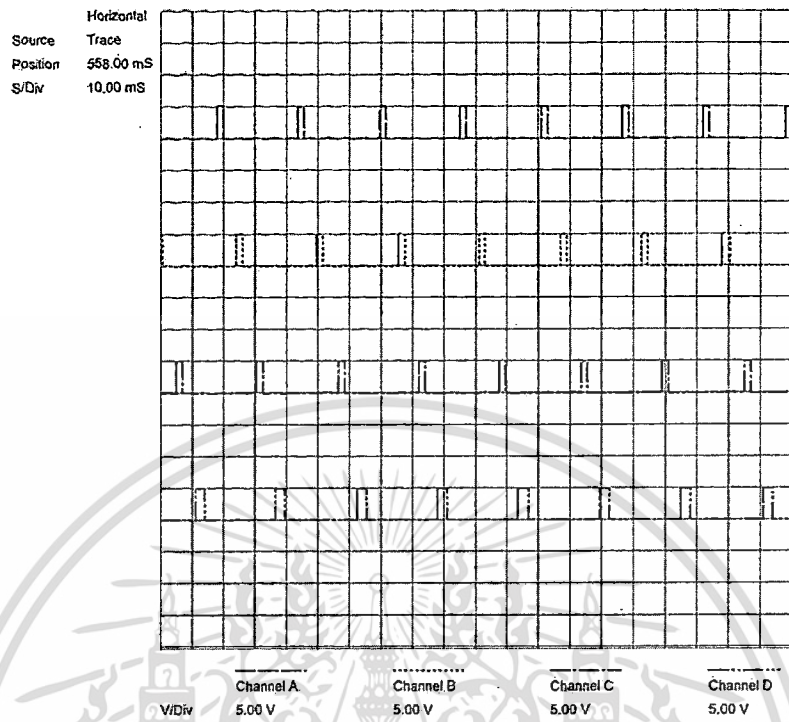 Horizontal
Source Trace
Position 558.00 mS
S/Div 10.00 mS
Channel A Channel B Channel C Channel D
V/Div 5.00 V 5.00 V 5.00 V 5.00 V